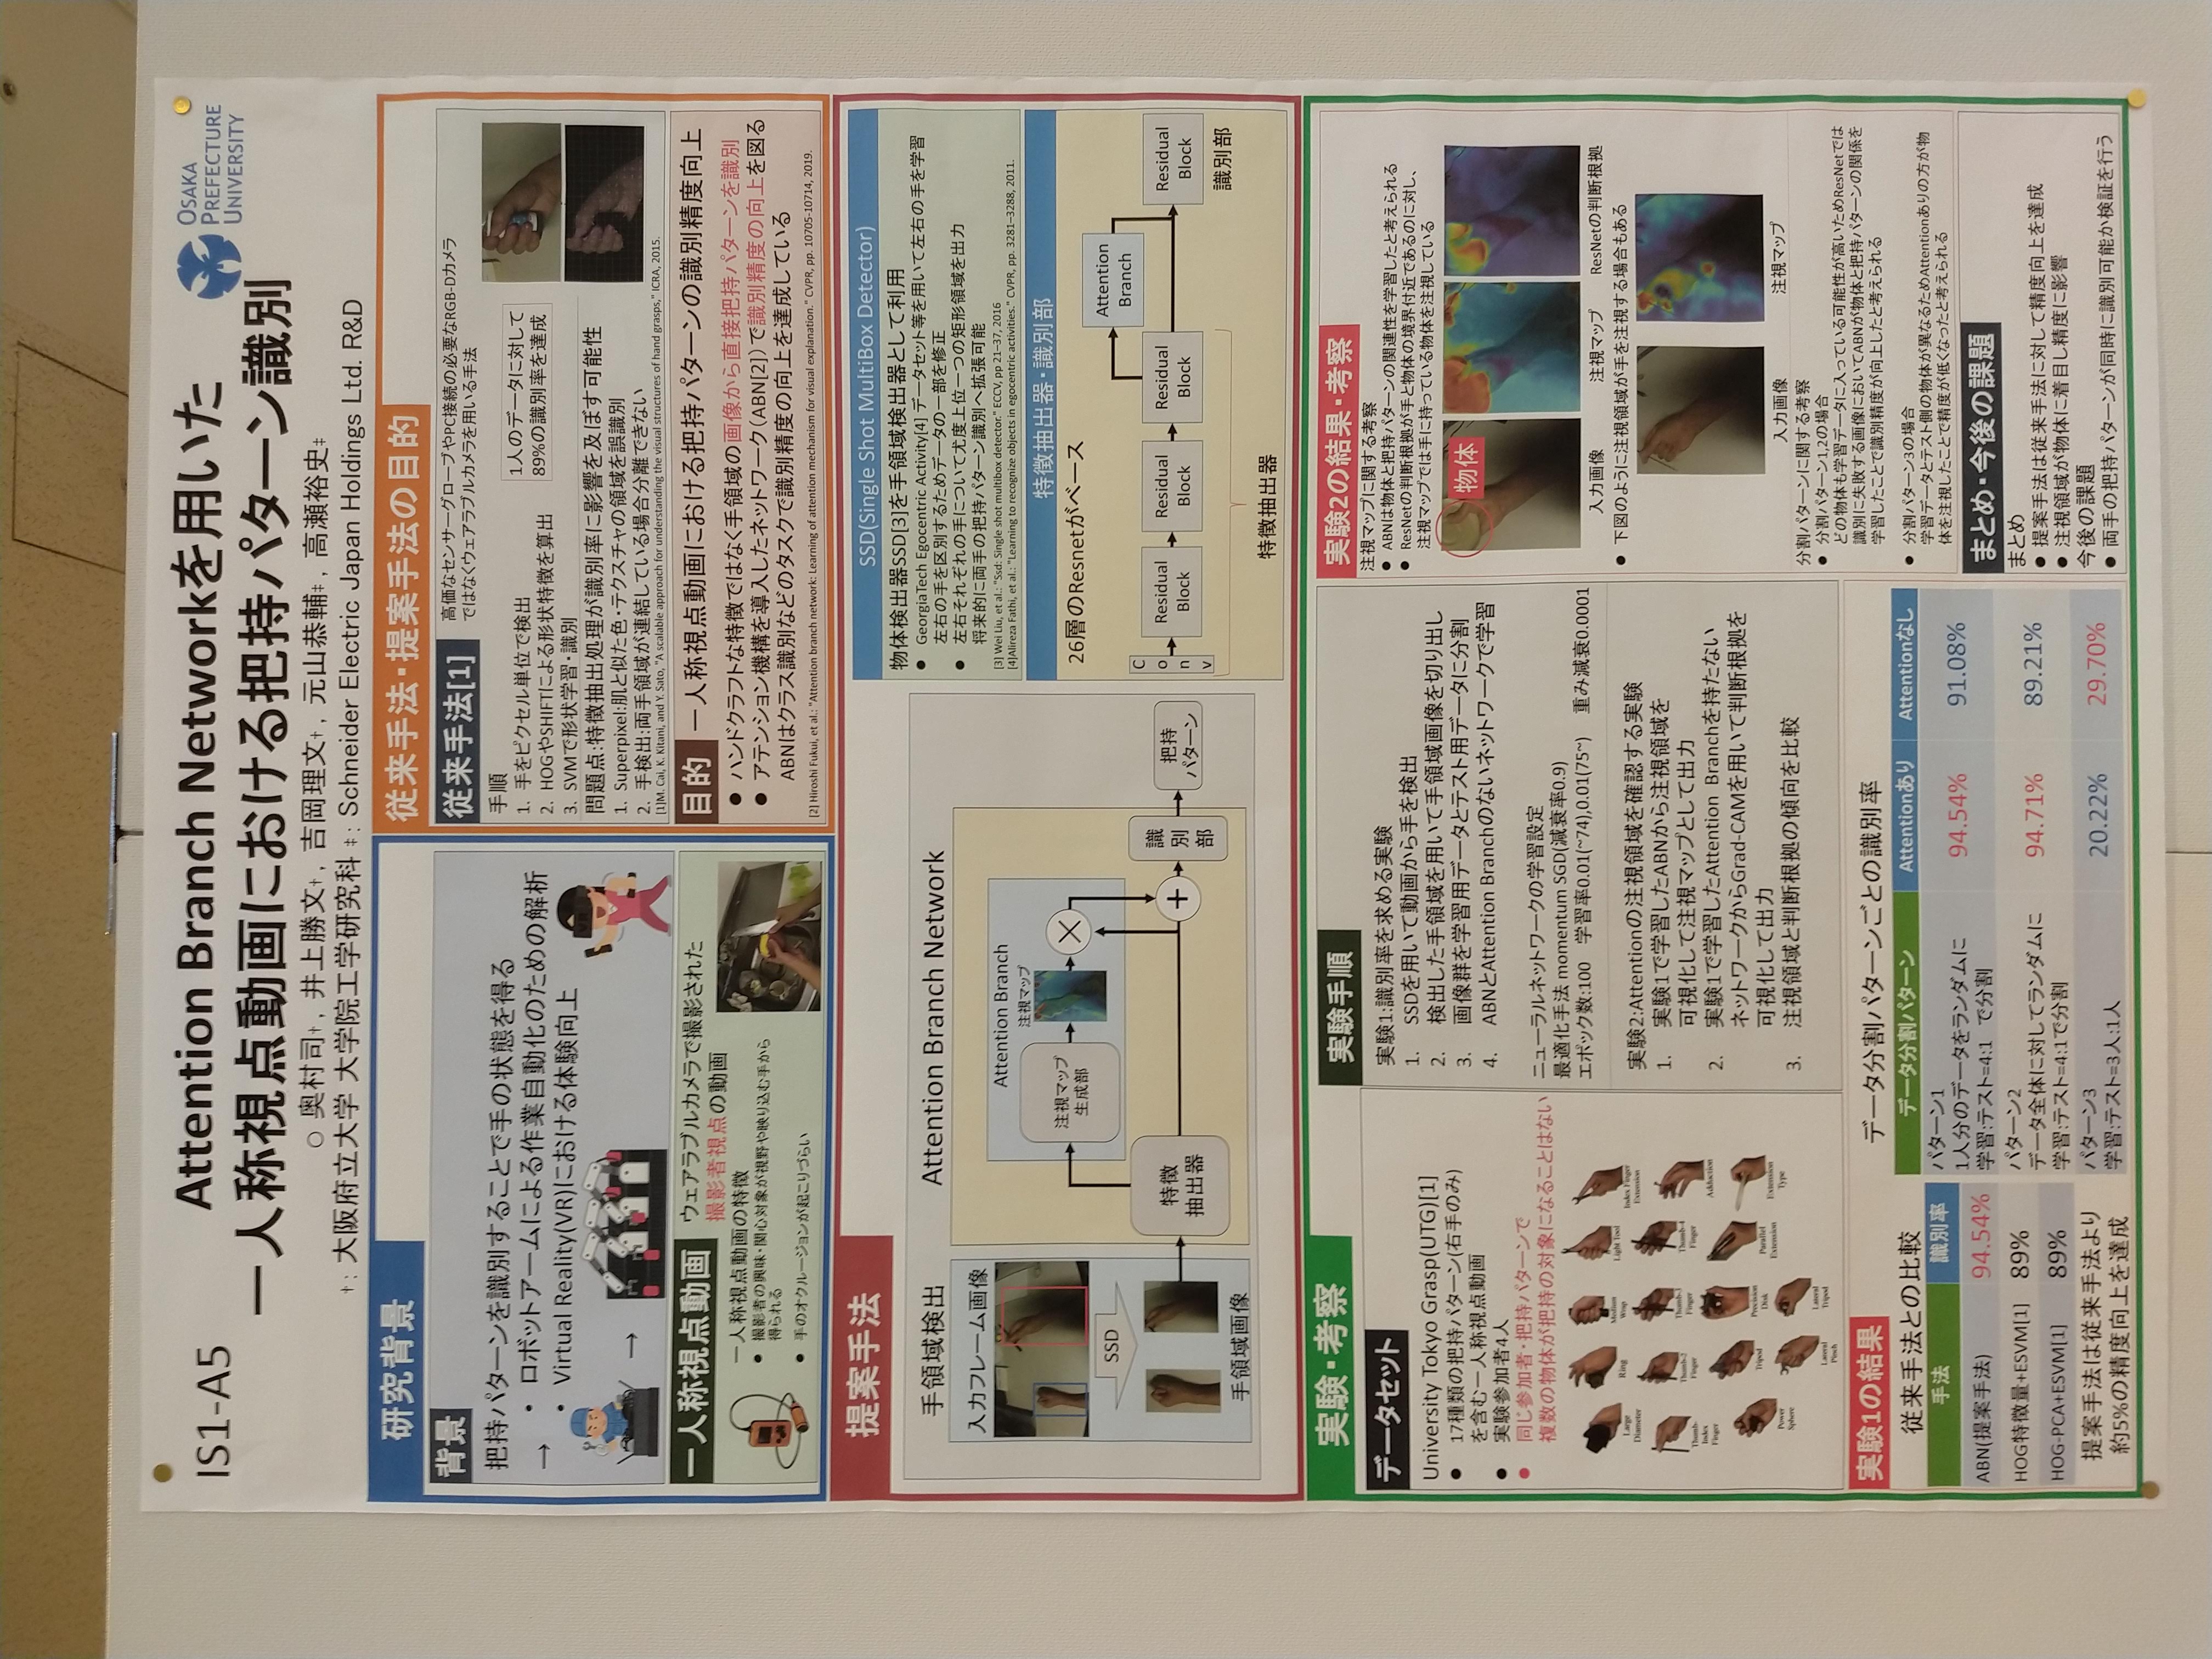 IS1-A5
Attention Branch Networkを用いた
一人称視点動画における把持パターン識別
OSAKA
PREFECTURE
UNIVERSITY
○ 奥村司†, 井上勝文†, 吉岡理文†, 元山恭輔‡, 高瀬裕史‡
†: 大阪府立大学 大学院工学研究科 ‡: Schneider Electric Japan Holdings Ltd. R&D
研究背景
背景
把持パターンを識別することで手の状態を得る
→ • ロボットアームによる作業自動化のための解析
• Virtual Reality(VR)における体験向上
→
VR
一人称視点動画
ウェアラブルカメラで撮影された
撮影者視点の動画
一人称視点動画の特徴
● 撮影者の興味・関心対象が視野や映り込む手から
得られる
● 手のオクルージョンが起こりづらい
従来手法・提案手法の目的
従来手法[1]
高価なセンサーグローブやPC接続の必要なRGB-Dカメラ
ではなくウェアラブルカメラを用いる手法
手順
1. 手をピクセル単位で検出
2. HOGやSHIFTによる形状特徴を算出
3. SVMで形状学習・識別
1人のデータに対して
89%の識別率を達成
問題点:特徴抽出処理が識別率に影響を及ぼす可能性
1. Superpixel:肌と似た色・テクスチャの領域を誤識別
2. 手検出:両手領域が連結している場合分離できない
[1]M. Cai, K. Kitani, and Y. Sato, "A scalable approach for understanding the visual structures of hand grasps," ICRA, 2015.
目的
一人称視点動画における把持パターンの識別精度向上
● ハンドクラフトな特徴ではなく手領域の画像から直接把持パターンを識別
● アテンション機構を導入したネットワーク(ABN[2])で識別精度の向上を図る
ABNはクラス識別などのタスクで識別精度の向上を達成している
[2] Hiroshi Fukui, et al.: "Attention branch network: Learning of attention mechanism for visual explanation." CVPR, pp. 10705-10714, 2019.
提案手法
手領域検出
入力フレーム画像
SSD
手領域画像
Attention Branch Network
Attention Branch
注視マップ
注視マップ
生成部
×
特徴
抽出器
+
識
別
部
把持
パターン
SSD(Single Shot MultiBox Detector)
物体検出器SSD[3]を手領域検出器として利用
● GeorgiaTech Egocentric Activity[4] データセット等を用いて左右の手を学習
左右の手を区別するためデータの一部を修正
● 左右それぞれの手について尤度上位一つの矩形領域を出力
将来的に両手の把持パターン識別へ拡張可能
[3] Wei Liu, et al.: "Ssd: Single shot multibox detector." ECCV, pp 21–37, 2016
[4]Alireza Fathi, et al.: "Learning to recognize objects in egocentric activities." CVPR, pp. 3281–3288, 2011.
特徴抽出器・識別部
26層のResnetがベース
Attention
Branch
C
o
n
v
Residual
Block
Residual
Block
Residual
Block
Residual
Block
識別部
特徴抽出器
実験・考察
データセット
University Tokyo Grasp(UTG)[1]
● 17種類の把持パターン(右手のみ)
を含む一人称視点動画
● 実験参加者4人
● 同じ参加者・把持パターンで
複数の物体が把持の対象になることはない
Large
Diameter
Ring
Medium
Wrap
Light Tool
Index Finger
Extension
Thumb-
Index
Finger
Thumb-2
Finger
Thumb-3
Finger
Thumb-4
Finger
Adduction
Power
Sphere
Tripod
Precision
Disk
Parallel
Extension
Extension
Type
Lateral
Pinch
Lateral
Tripod
実験手順
実験1:識別率を求める実験
1. SSDを用いて動画から手を検出
2. 検出した手領域を用いて手領域画像を切り出し
3. 画像群を学習用データとテスト用データに分割
4. ABNとAttention Branchのないネットワークで学習
ニューラルネットワークの学習設定
最適化手法 momentum SGD(減衰率0.9)
エポック数:100 学習率0.01(~74),0.01(75~) 重み減衰0.0001
実験2:Attentionの注視領域を確認する実験
1. 実験1で学習したABNから注視領域を
可視化して注視マップとして出力
2. 実験1で学習したAttention Branchを持たない
ネットワークからGrad-CAMを用いて判断根拠を
可視化して出力
3. 注視領域と判断根拠の傾向を比較
実験1の結果
従来手法との比較
手法 識別率
ABN(提案手法) 94.54%
HOG特徴量+ESVM[1] 89%
HOG-PCA+ESVM[1] 89%
提案手法は従来手法より
約5%の精度向上を達成
データ分割パターンごとの識別率
データ分割パターン Attentionあり Attentionなし
パターン1
1人分のデータをランダムに
学習:テスト=4:1 で分割
94.54% 91.08%
パターン2
データ全体に対してランダムに
学習:テスト=4:1で分割
94.71% 89.21%
パターン3
学習:テスト=3人:1人
20.22% 29.70%
実験2の結果・考察
注視マップに関する考察
● ABNは物体と把持パターンの関連性を学習したと考えられる
● ResNetの判断根拠が手と物体の境界付近であるのに対し、
注視マップでは手に持っている物体を注視している
物体
入力画像 注視マップ ResNetの判断根拠
● 下図のように注視領域が手を注視する場合もある
入力画像 注視マップ
分割パターンに関する考察
● 分割パターン1,2の場合
どの物体も学習データに入っている可能性が高いためResNetでは
識別に失敗する画像においてABNが物体と把持パターンの関係を
学習したことで識別精度が向上したと考えられる
● 分割パターン3の場合
学習データとテスト側の物体が異なるためAttentionありの方が物
体を注視したことで精度が低くなったと考えられる
まとめ・今後の課題
まとめ
● 提案手法は従来手法に対して精度向上を達成
● 注視領域が物体に着目し精度に影響
今後の課題
● 両手の把持パターンが同時に識別可能か検証を行う